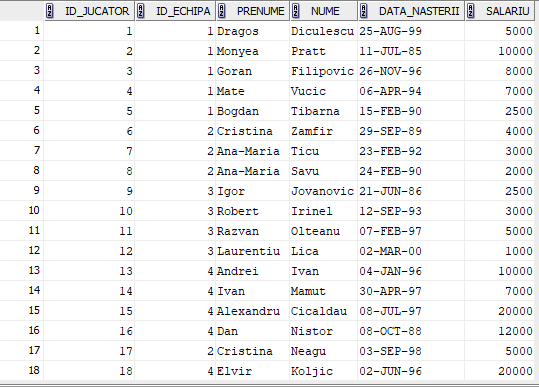 ID_JUCATOR ID_ECHIPA PRENUME NUME DATA_NASTERII SALARIU
1 1 1 Dragos Diculescu 25-AUG-99 5000
2 2 1 Monyea Pratt 11-JUL-85 10000
3 3 1 Goran Filipovic 26-NOV-96 8000
4 4 1 Mate Vucic 06-APR-94 7000
5 5 1 Bogdan Tibarna 15-FEB-90 2500
6 6 2 Cristina Zamfir 29-SEP-89 4000
7 7 2 Ana-Maria Ticu 23-FEB-92 3000
8 8 2 Ana-Maria Savu 24-FEB-90 2000
9 9 3 Igor Jovanovic 21-JUN-86 2500
10 10 3 Robert Irinel 12-SEP-93 3000
11 11 3 Razvan Olteanu 07-FEB-97 5000
12 12 3 Laurentiu Lica 02-MAR-00 1000
13 13 4 Andrei Ivan 04-JAN-96 10000
14 14 4 Ivan Mamut 30-APR-97 7000
15 15 4 Alexandru Cicaldau 08-JUL-97 20000
16 16 4 Dan Nistor 08-OCT-88 12000
17 17 2 Cristina Neagu 03-SEP-98 5000
18 18 4 Elvir Koljic 02-JUN-96 20000